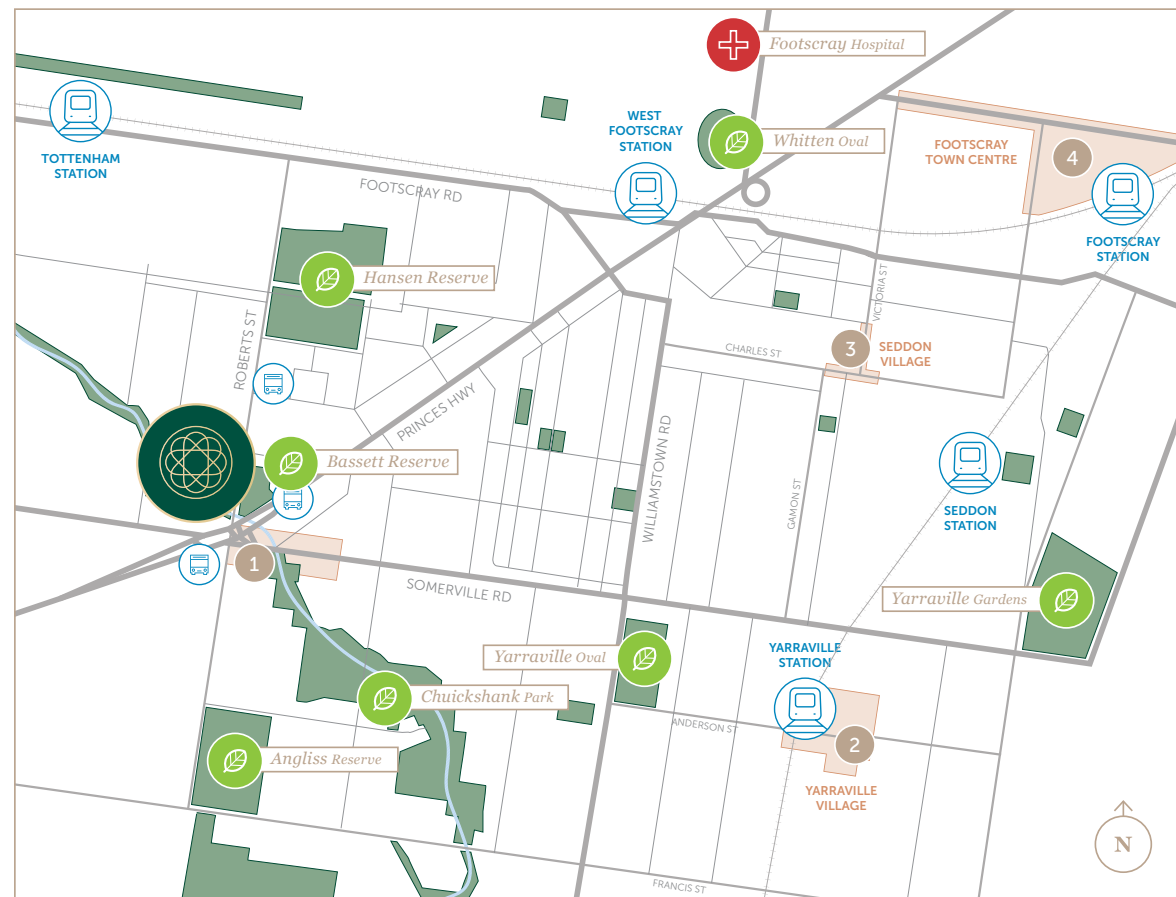 Footscray Hospital
WEST
FOOTSCRAY
STATION
Whitten Oval
FOOTSCRAY
TOWN CENTRE
4
TOTTENHAM
STATION
FOOTSCRAY RD
FOOTSCRAY
STATION
Hansen Reserve
VICTORIA ST
ROBERTS ST
CHARLES ST
3
SEDDON
VILLAGE
PRINCES HWY
WILLIAMSTOWN RD
Bassett Reserve
GAMON ST
SEDDON
STATION
1
SOMERVILLE RD
Yarraville Gardens
Yarraville Oval
YARRAVILLE
STATION
Chuickshank Park
ANDERSON ST
2
Angliss Reserve
YARRAVILLE
VILLAGE
N
FRANCIS ST